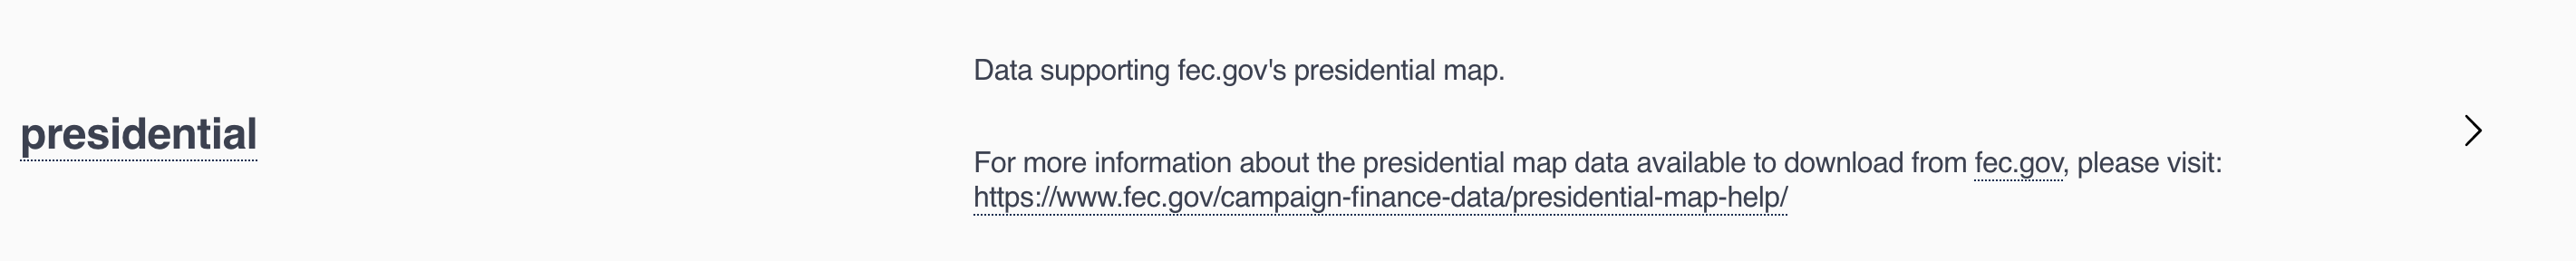 presidential
Data supporting fec.gov's presidential map.
For more information about the presidential map data available to download from fec.gov, please visit:
https://www.fec.gov/campaign-finance-data/presidential-map-help/